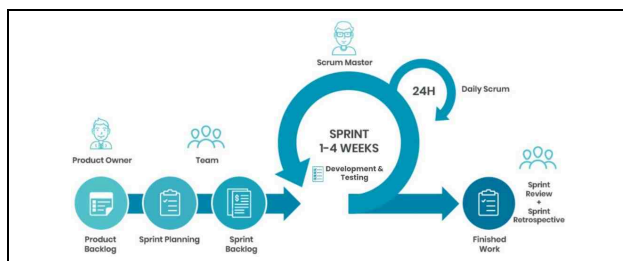 Scrum Master
24H
Daily Scrum
SPRINT
1-4 WEEKS
Development &
Testing
Product Owner
Team
Product
Backlog
Sprint Planning
Sprint
Backlog
Finished
Work
Sprint
Review
+
Sprint
Retrospective